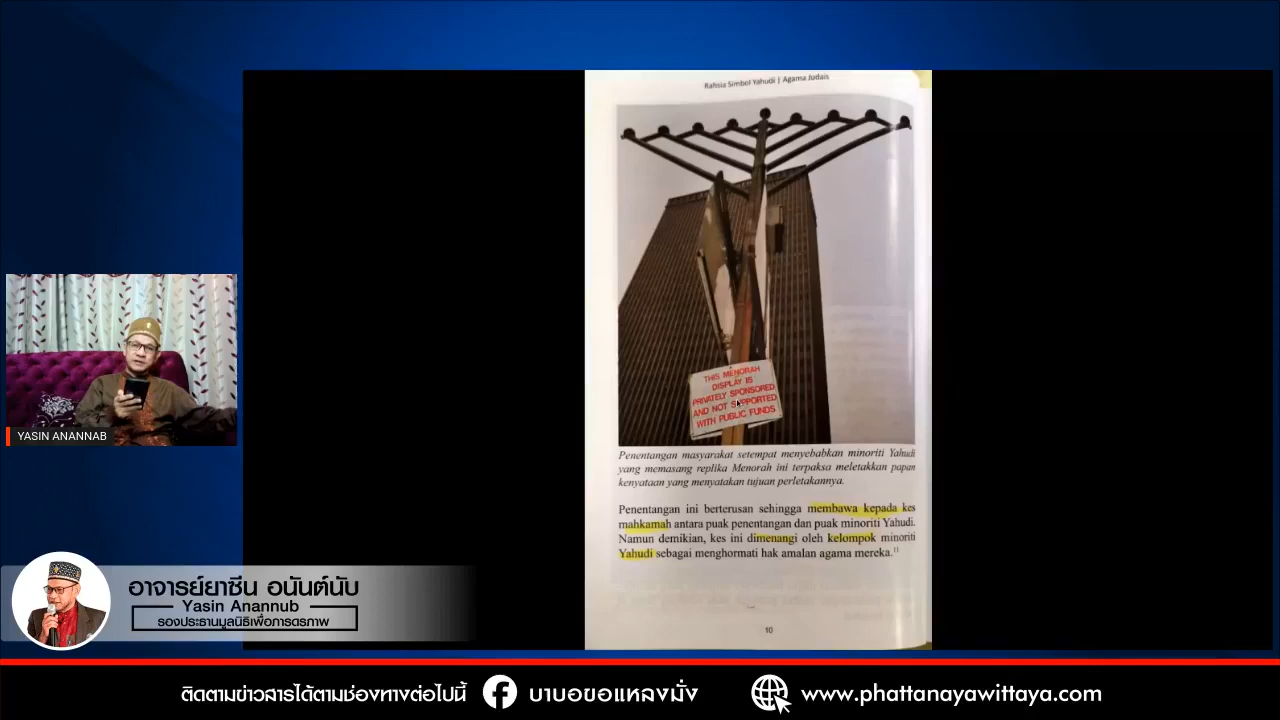 Rahsia Simbol Yahudi | Agama Judais
THIS MENORAH
DISPLAY IS
PRIVATELY SPONSORED
AND NOT SUPPORTED
WITH PUBLIC FUNDS
Penentangan masyarakat setempat menyebabkan minoriti Yahudi
yang memasang replika Menorah ini terpaksa meletakkan papan
kenyataan yang menyatakan tujuan perletakannya.
Penentangan ini berterusan sehingga membawa kepada kes
mahkamah antara puak penentangan dan puak minoriti Yahudi.
Namun demikian, kes ini dimenangi oleh kelompok minoriti
Yahudi sebagai menghormati hak amalan agama mereka.11
10
YASIN ANANNAB
อาจารย์ยาซีน อนันต์นับ
Yasin Anannub
รองประธานมูลนิธิเพื่อการดรภาพ
ติดตามข่าวสารได้ตามช่องทางต่อไปนี้
บาบอขอแหลงมั่ง
www.phattanayawittaya.com